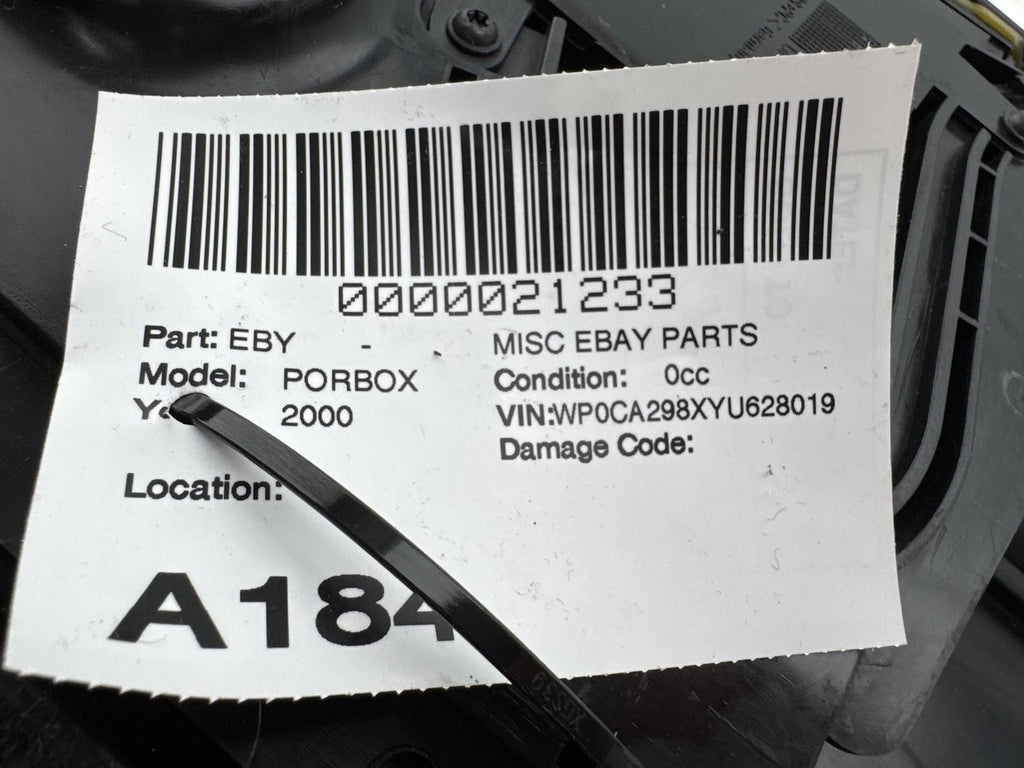 0000021233
Part: EBY - MISC EBAY PARTS
Model: PORBOX Condition: 0cc
2000 VIN:WP0CA298XYU628019
Damage Code:
Location:
A184